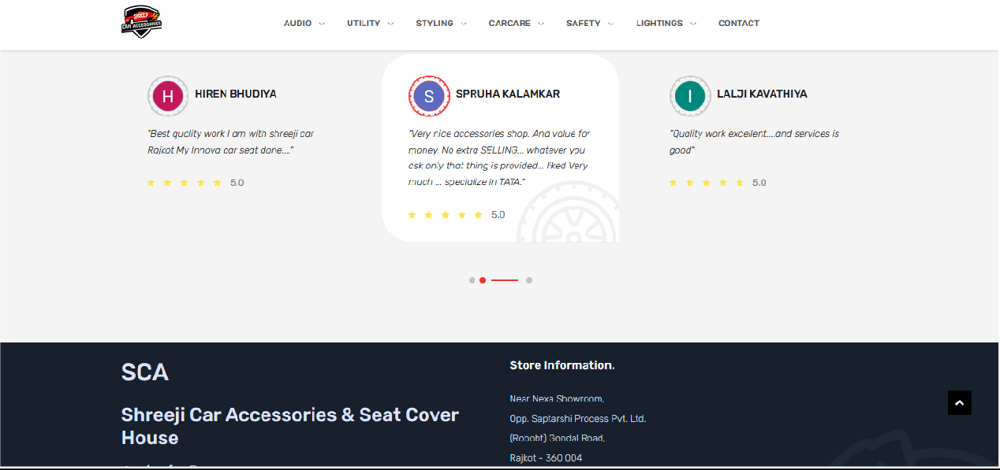 SHREEJI
CAR ACCESSORIES
AUDIO UTILITY STYLING CARCARE SAFETY LIGHTINGS CONTACT
H HIREN BHUDIYA
"Best quality work I am with shreeji car
Rajkot My Innova car seat done...."
5.0
S SPRUHA KALAMKAR
"Very nice accessories shop. And value for
money. No extra SELLING... whatever you
ask only that thing is provided... liked Very
much ... specialize in TATA."
5.0
I LALJI KAVATHIYA
"Quality work excellent....and services is
good"
5.0
SCA
Shreeji Car Accessories & Seat Cover
House
Store Information.
Near Nexa Showroom,
Opp. Saptarshi Process Pvt. Ltd.
(Robobt) Gondal Road,
Rajkot - 360 004